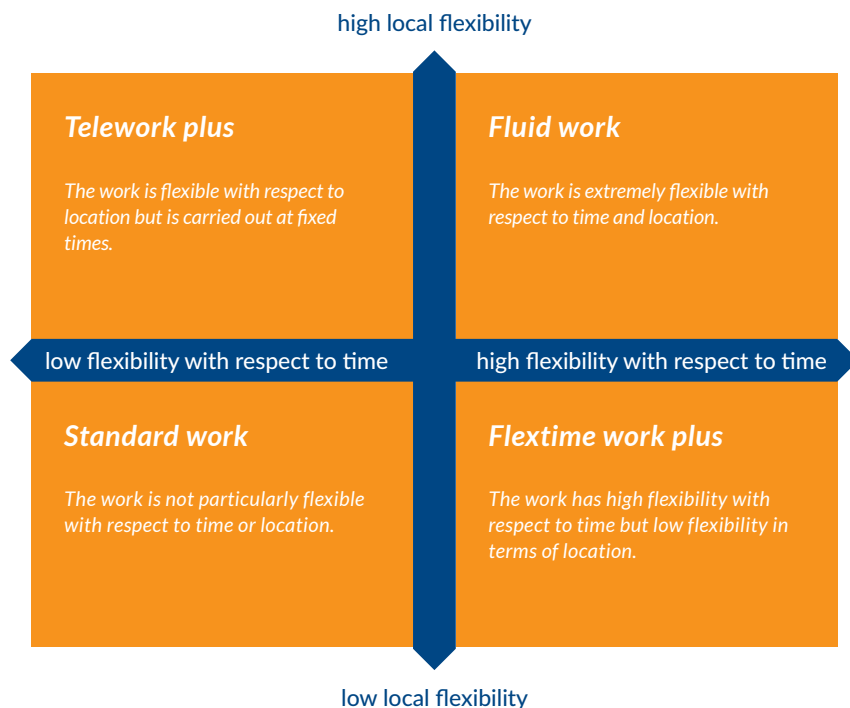 high local flexibility
Telework plus
The work is flexible with respect to
location but is carried out at fixed
times.
Fluid work
The work is extremely flexible with
respect to time and location.
low flexibility with respect to time
high flexibility with respect to time
Standard work
The work is not particularly flexible
with respect to time or location.
Flextime work plus
The work has high flexibility with
respect to time but low flexibility in
terms of location.
low local flexibility